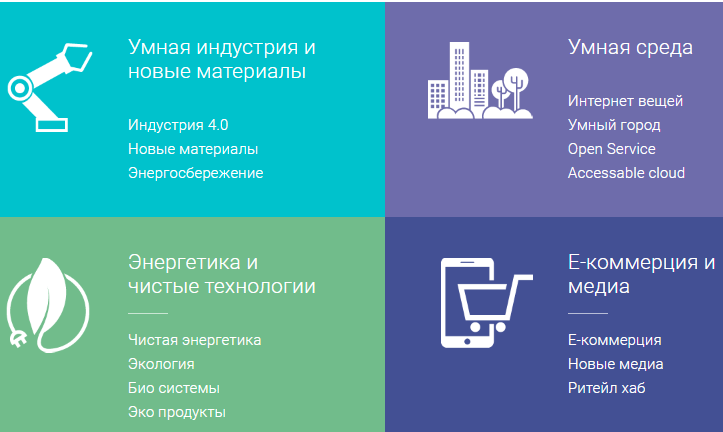 Умная индустрия и
новые материалы
Индустрия 4.0
Новые материалы
Энергосбережение
Умная среда
Интернет вещей
Умный город
Open Service
Accessable cloud
Энергетика и
чистые технологии
Чистая энергетика
Экология
Био системы
Эко продукты
E-коммерция и
медиа
E-коммерция
Новые медиа
Ритейл хаб